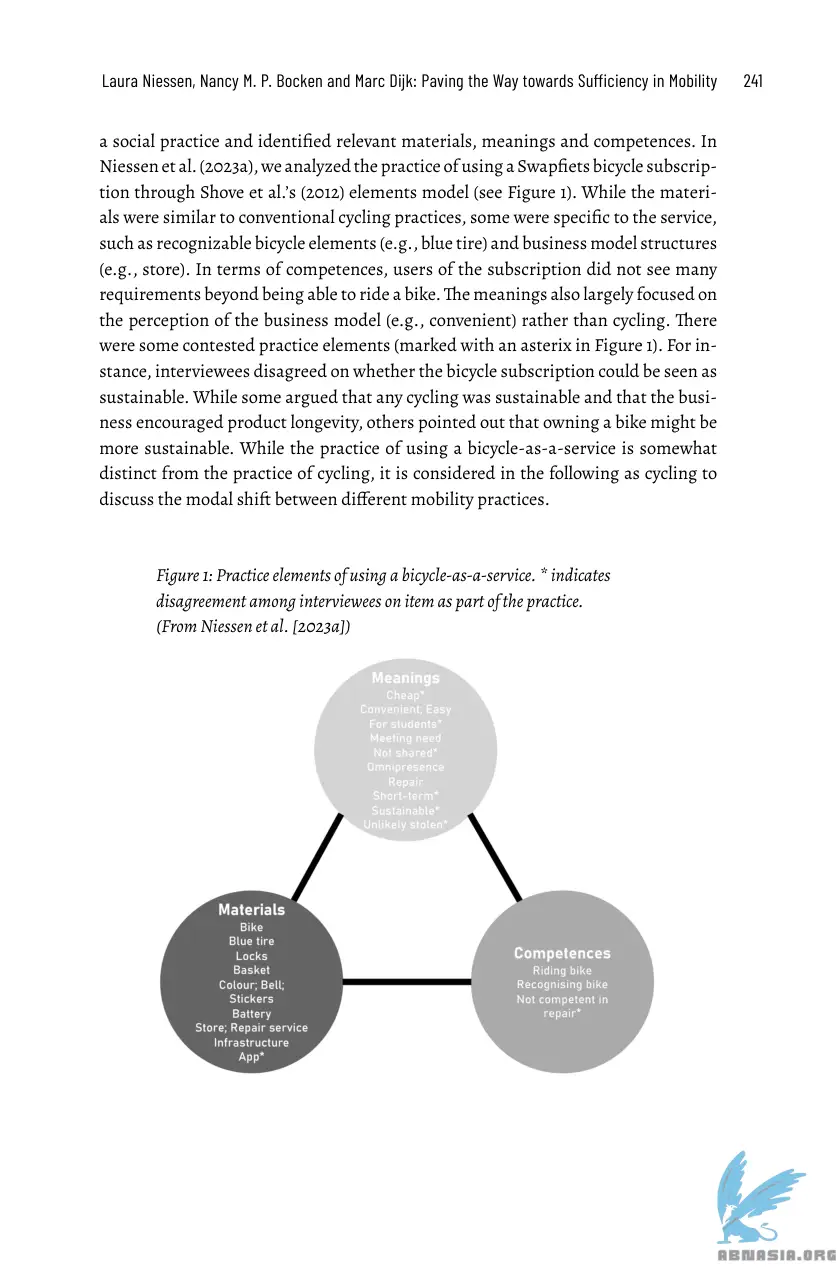 Laura Niessen, Nancy M. P. Bocken and Marc Dijk: Paving the Way towards Sufficiency in Mobility 241
a social practice and identified relevant materials, meanings and competences. In
Niessen et al. (2023a), we analyzed the practice of using a Swapfiets bicycle subscrip-
tion through Shove et al.’s (2012) elements model (see Figure 1). While the materi-
als were similar to conventional cycling practices, some were specific to the service,
such as recognizable bicycle elements (e.g., blue tire) and business model structures
(e.g., store). In terms of competences, users of the subscription did not see many
requirements beyond being able to ride a bike. The meanings also largely focused on
the perception of the business model (e.g., convenient) rather than cycling. There
were some contested practice elements (marked with an asterix in Figure 1). For in-
stance, interviewees disagreed on whether the bicycle subscription could be seen as
sustainable. While some argued that any cycling was sustainable and that the busi-
ness encouraged product longevity, others pointed out that owning a bike might be
more sustainable. While the practice of using a bicycle-as-a-service is somewhat
distinct from the practice of cycling, it is considered in the following as cycling to
discuss the modal shift between different mobility practices.
Figure 1: Practice elements of using a bicycle-as-a-service. * indicates
disagreement among interviewees on item as part of the practice.
(From Niessen et al. [2023a])
Meanings
Cheap*
Convenient; Easy
For students*
Meeting need
Not shared*
Omnipresence
Repair
Short-term*
Sustainable*
Unlikely stolen*
Materials
Bike
Blue tire
Locks
Basket
Colour; Bell;
Stickers
Battery
Store; Repair service
Infrastructure
App*
Competences
Riding bike
Recognising bike
Not competent in
repair*
ABNASIA.ORG